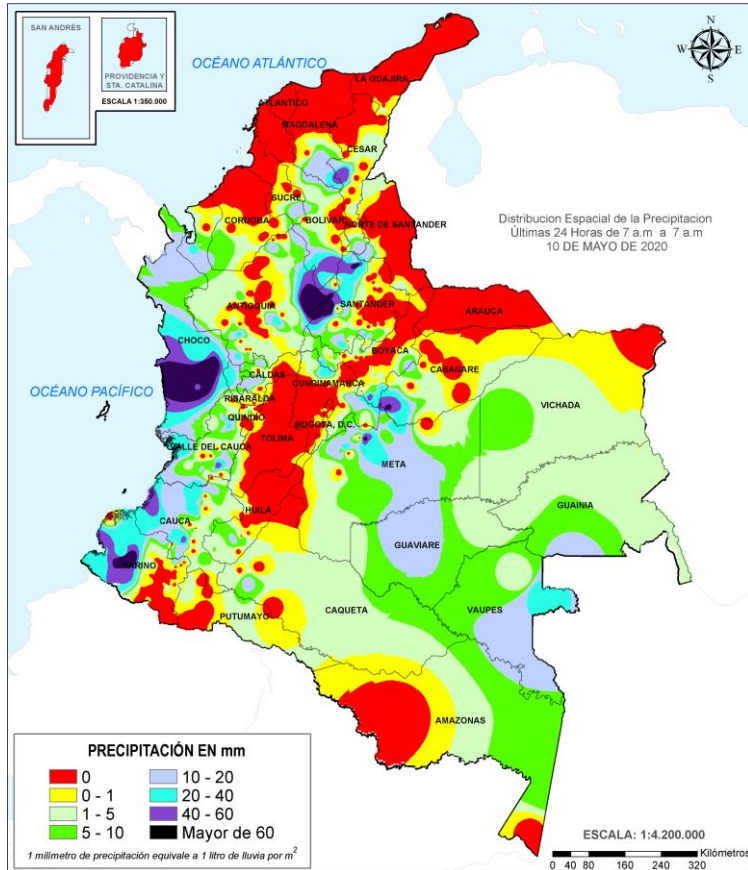 SAN ANDRÉS
PROVIDENCIA Y
STA. CATALINA
ESCALA 1:350.000
OCÉANO ATLÁNTICO
N
W
E
S
LA GUAJIRA
ATLANTICO
MAGDALENA
CESAR
SUCRE
CORDOBA
BOLIVAR
NORTE DE SANTANDER
Distribucion Espacial de la Precipitacion
Últimas 24 Horas de 7 a.m a 7 a.m
10 DE MAYO DE 2020
ANTIOQUIA
SANTANDER
ARAUCA
CHOCO
BOYACA
CASANARE
OCÉANO PACÍFICO
CALDAS
CUNDINAMARCA
RISARALDA
VICHADA
QUINDIO
BOGOTA, D.C.
TOLIMA
VALLE DEL CAUCA
META
GUAINIA
HUILA
CAUCA
GUAVIARE
NARIÑO
CAQUETA
VAUPES
PUTUMAYO
AMAZONAS
PRECIPITACIÓN EN mm
0
10 - 20
0 - 1
20 - 40
1 - 5
40 - 60
5 - 10
Mayor de 60
1 milímetro de precipitación equivale a 1 litro de lluvia por m²
ESCALA: 1:4.200.000
Kilómetros
0 40 80 160 240 320